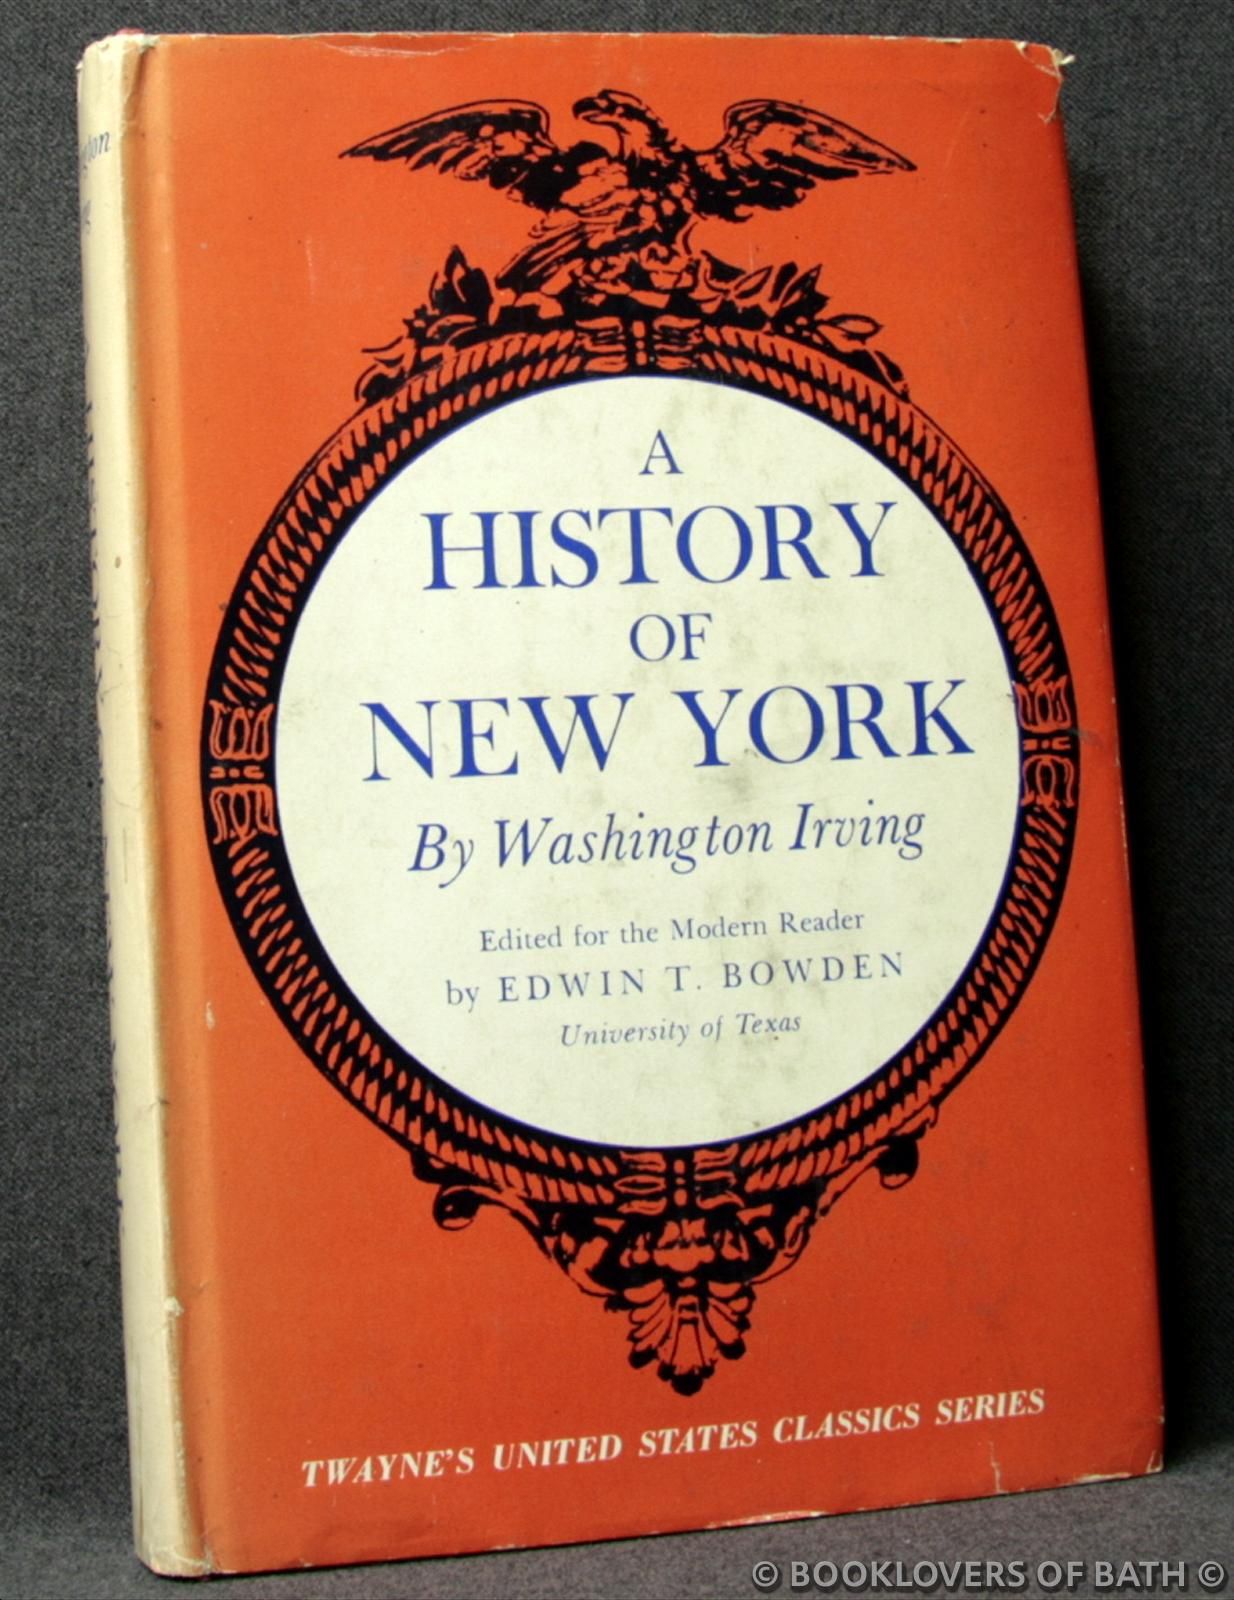 A
HISTORY
OF
NEW YORK
By Washington Irving
Edited for the Modern Reader
by EDWIN T. BOWDEN
University of Texas
TWAYNE'S UNITED STATES CLASSICS SERIES
© BOOKLOVERS OF BATH ©